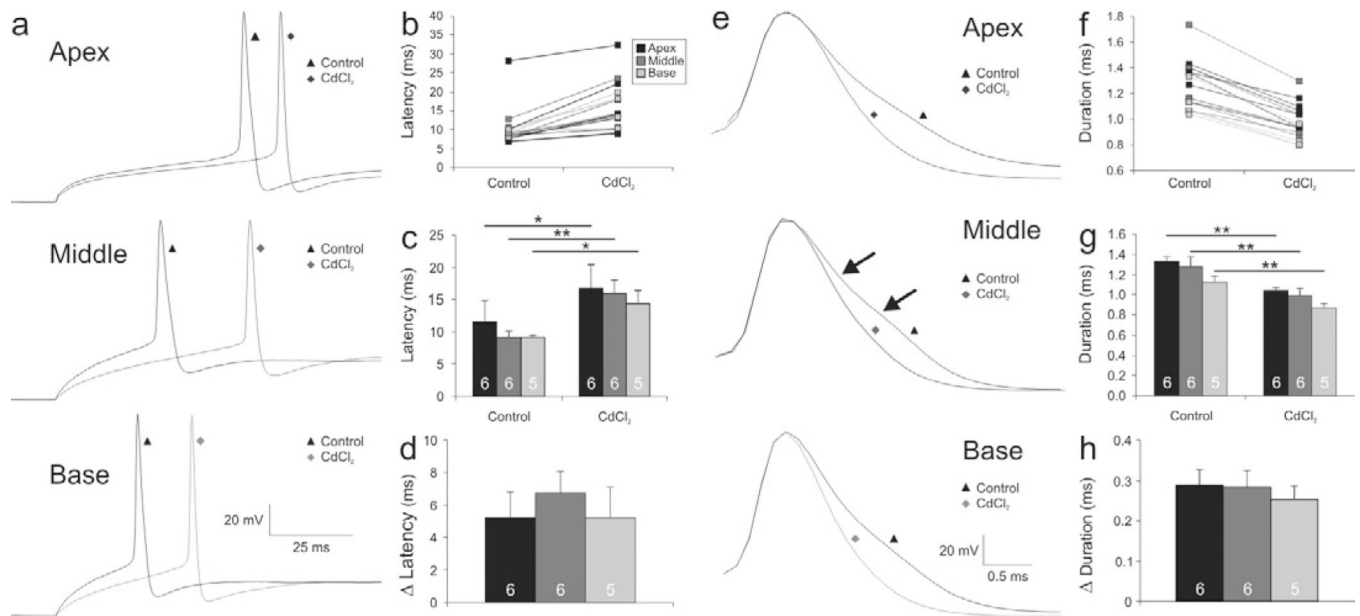 a
Apex
Control
CdCl₂
Middle
Control
CdCl₂
Base
Control
CdCl₂
20 mV
25 ms
b
Latency (ms)
40
35
30
25
20
15
10
5
0
Apex
Middle
Base
Control
CdCl₂
c
Latency (ms)
25
20
15
10
5
0
*
**
*
6 6 5
6 6 5
Control
CdCl₂
d
Δ Latency (ms)
10
8
6
4
2
0
6 6 5
e
Apex
Control
CdCl₂
Middle
Control
CdCl₂
Base
Control
CdCl₂
20 mV
0.5 ms
f
Duration (ms)
1.8
1.6
1.4
1.2
1.0
0.8
0.6
Control
CdCl₂
g
Duration (ms)
1.6
1.4
1.2
1.0
0.8
0.6
0.4
0.2
0.0
**
**
**
6 6 5
6 6 5
Control
CdCl₂
h
Δ Duration (ms)
0.4
0.3
0.2
0.1
0
6 6 5